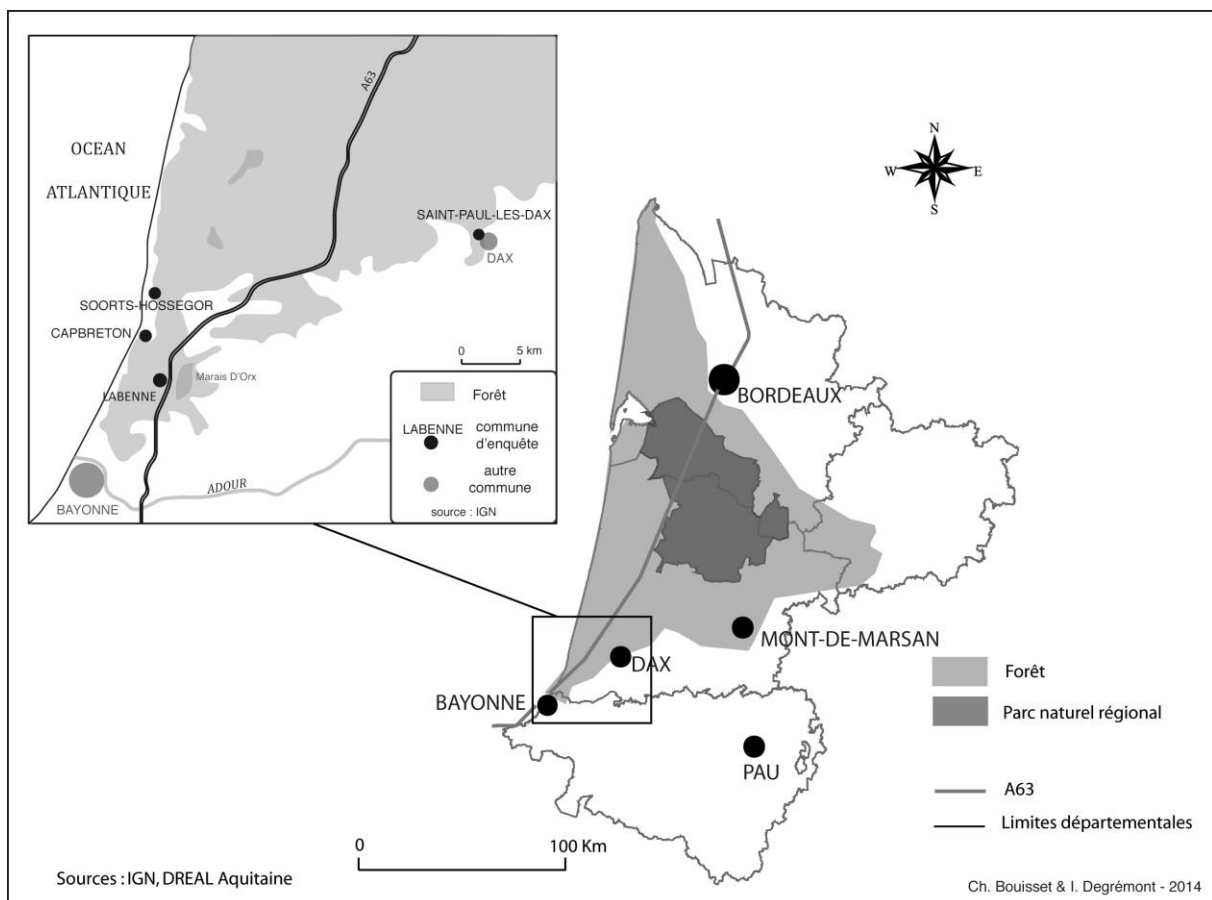 OCEAN
ATLANTIQUE
A63
SAINT-PAUL-LES-DAX
DAX
SOORTS-HOSSEGOR
CAPBRETON
LABENNE
Marais D'Orx
ADOUR
BAYONNE
0 5 km
Forêt
LABENNE commune
d'enquête
autre
commune
source : IGN
N
W E
S
BORDEAUX
MONT-DE-MARSAN
DAX
BAYONNE
PAU
Forêt
Parc naturel régional
A63
Limites départementales
0 100 Km
Sources : IGN, DREAL Aquitaine
Ch. Bouisset & I. Degrémont - 2014